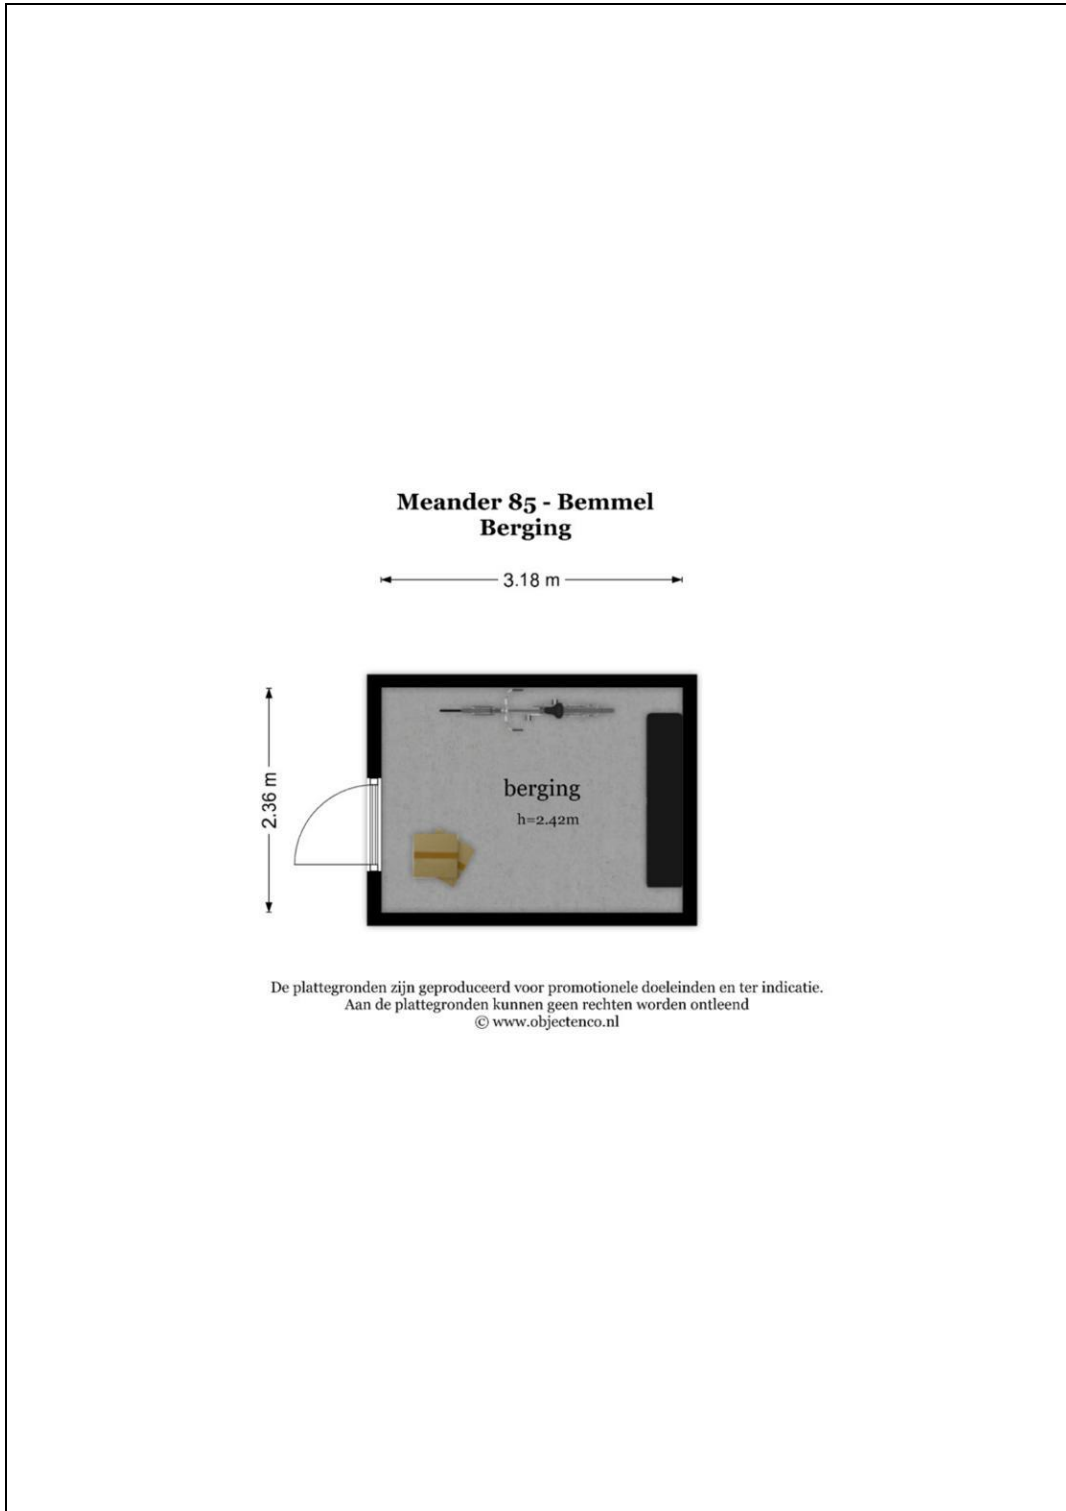 Meander 85 - Bemmel
Berging
3.18 m
2.36 m
berging
h=2.42m
De plattegronden zijn geproduceerd voor promotionele doeleinden en ter indicatie.
Aan de plattegronden kunnen geen rechten worden ontleend
© www.objectenco.nl